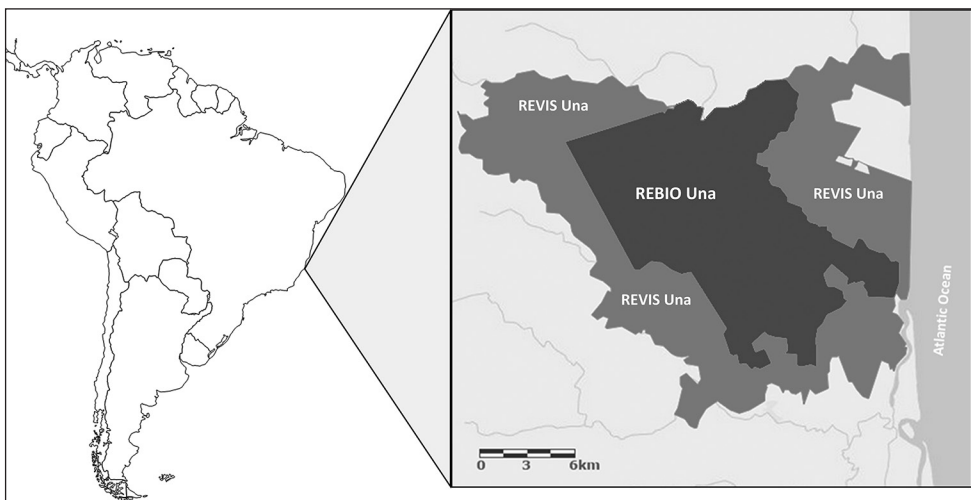 REVIS Una
REBIO Una
REVIS Una
REVIS Una
Atlantic Ocean
0 3 6km